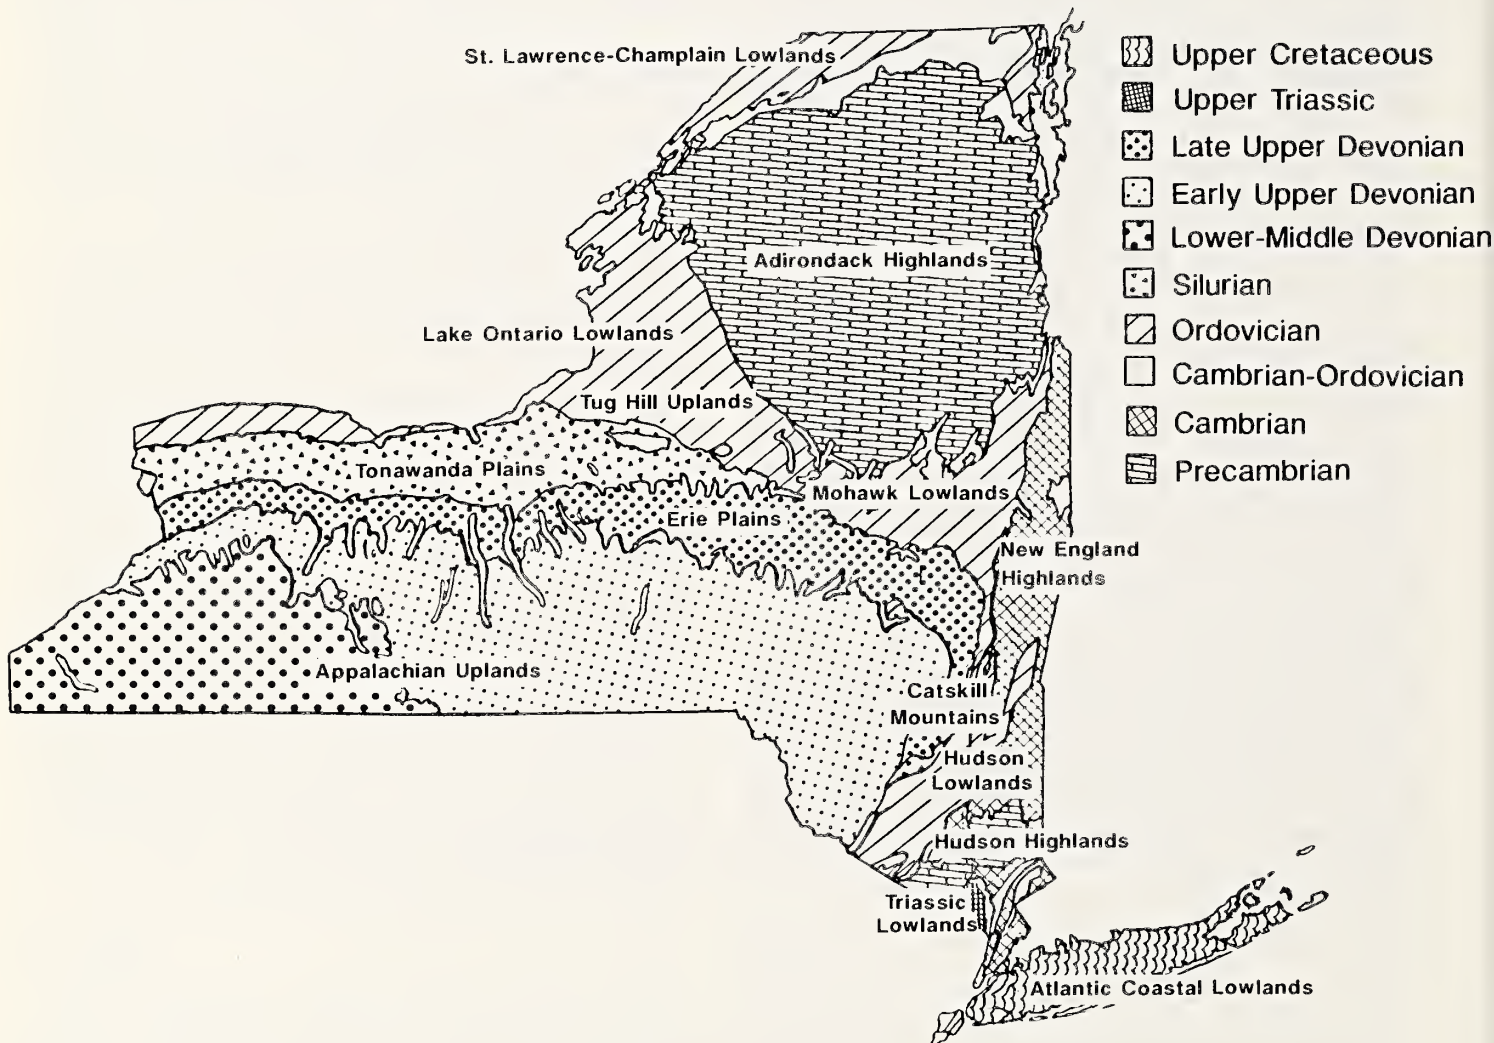 St. Lawrence-Champlain Lowlands
Adirondack Highlands
Lake Ontario Lowlands
Tug Hill Uplands
Tonawanda Plains
Mohawk Lowlands
Erie Plains
New England
Highlands
Appalachian Uplands
Catskill
Mountains
Hudson
Lowlands
Hudson Highlands
Triassic
Lowlands
Atlantic Coastal Lowlands
Upper Cretaceous
Upper Triassic
Late Upper Devonian
Early Upper Devonian
Lower-Middle Devonian
Silurian
Ordovician
Cambrian-Ordovician
Cambrian
Precambrian